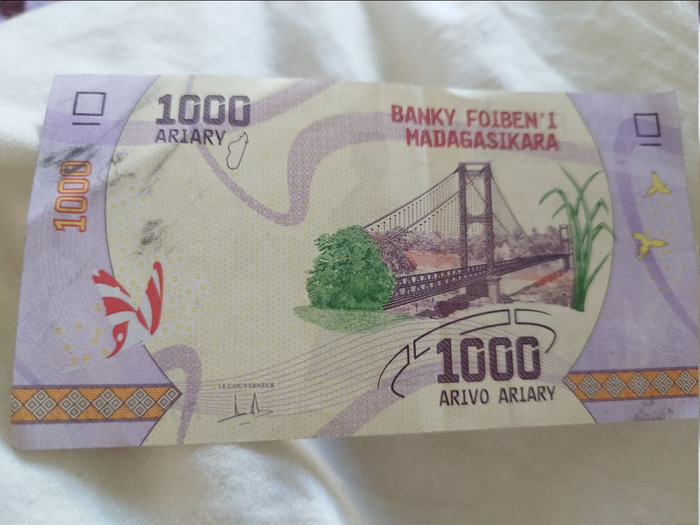 1000
ARIARY
BANKY FOIBEN'I
MADAGASIKARA
1000
LE GOUVERNEUR
1000
ARIVO ARIARY